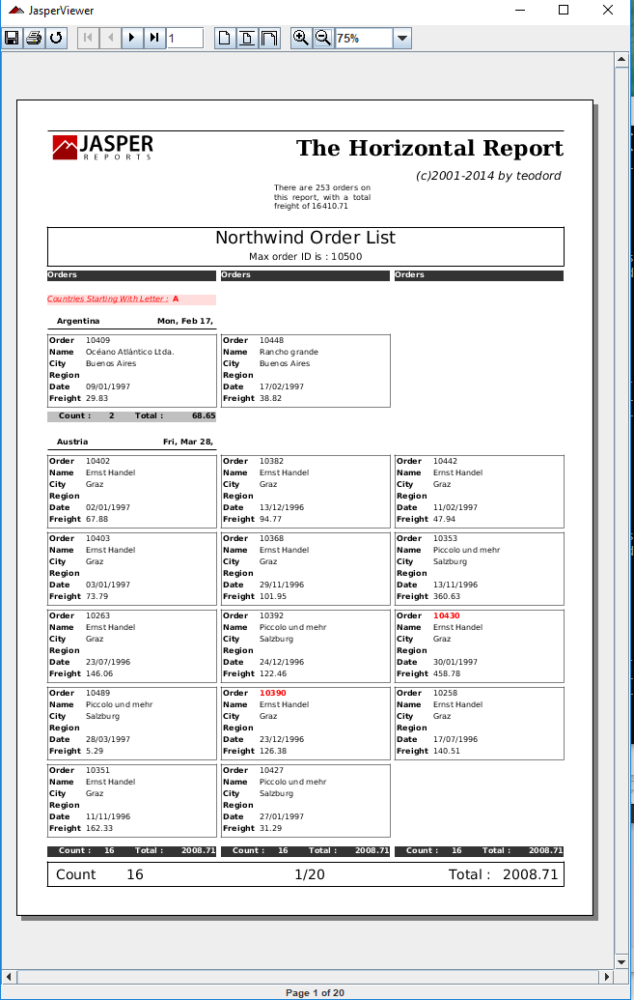 JasperViewer
1
75%
JASPER
REPORTS
The Horizontal Report
(c)2001-2014 by teodord
There are 253 orders on
this report, with a total
freight of 16410.71
Northwind Order List
Max order ID is : 10500
Orders Orders Orders
Countries Starting With Letter : A
Argentina Mon, Feb 17,
Order 10409 Order 10448
Name Océano Atlántico Ltda. Name Rancho grande
City Buenos Aires City Buenos Aires
Region Region
Date 09/01/1997 Date 17/02/1997
Freight 29.83 Freight 38.82
Count : 2 Total : 68.65
Austria Fri, Mar 28,
Order 10402 Order 10382 Order 10442
Name Ernst Handel Name Ernst Handel Name Ernst Handel
City Graz City Graz City Graz
Region Region Region
Date 02/01/1997 Date 13/12/1996 Date 11/02/1997
Freight 67.88 Freight 94.77 Freight 47.94
Order 10403 Order 10368 Order 10353
Name Ernst Handel Name Ernst Handel Name Piccolo und mehr
City Graz City Graz City Salzburg
Region Region Region
Date 03/01/1997 Date 29/11/1996 Date 13/11/1996
Freight 73.79 Freight 101.95 Freight 360.63
Order 10263 Order 10392 Order 10430
Name Ernst Handel Name Piccolo und mehr Name Ernst Handel
City Graz City Salzburg City Graz
Region Region Region
Date 23/07/1996 Date 24/12/1996 Date 30/01/1997
Freight 146.06 Freight 122.46 Freight 458.78
Order 10489 Order 10390 Order 10258
Name Piccolo und mehr Name Ernst Handel Name Ernst Handel
City Salzburg City Graz City Graz
Region Region Region
Date 28/03/1997 Date 23/12/1996 Date 17/07/1996
Freight 5.29 Freight 126.38 Freight 140.51
Order 10351 Order 10427
Name Ernst Handel Name Piccolo und mehr
City Graz City Salzburg
Region Region
Date 11/11/1996 Date 27/01/1997
Freight 162.33 Freight 31.29
Count : 16 Total : 2008.71 Count : 16 Total : 2008.71 Count : 16 Total : 2008.71
Count 16 1/20 Total : 2008.71
Page 1 of 20